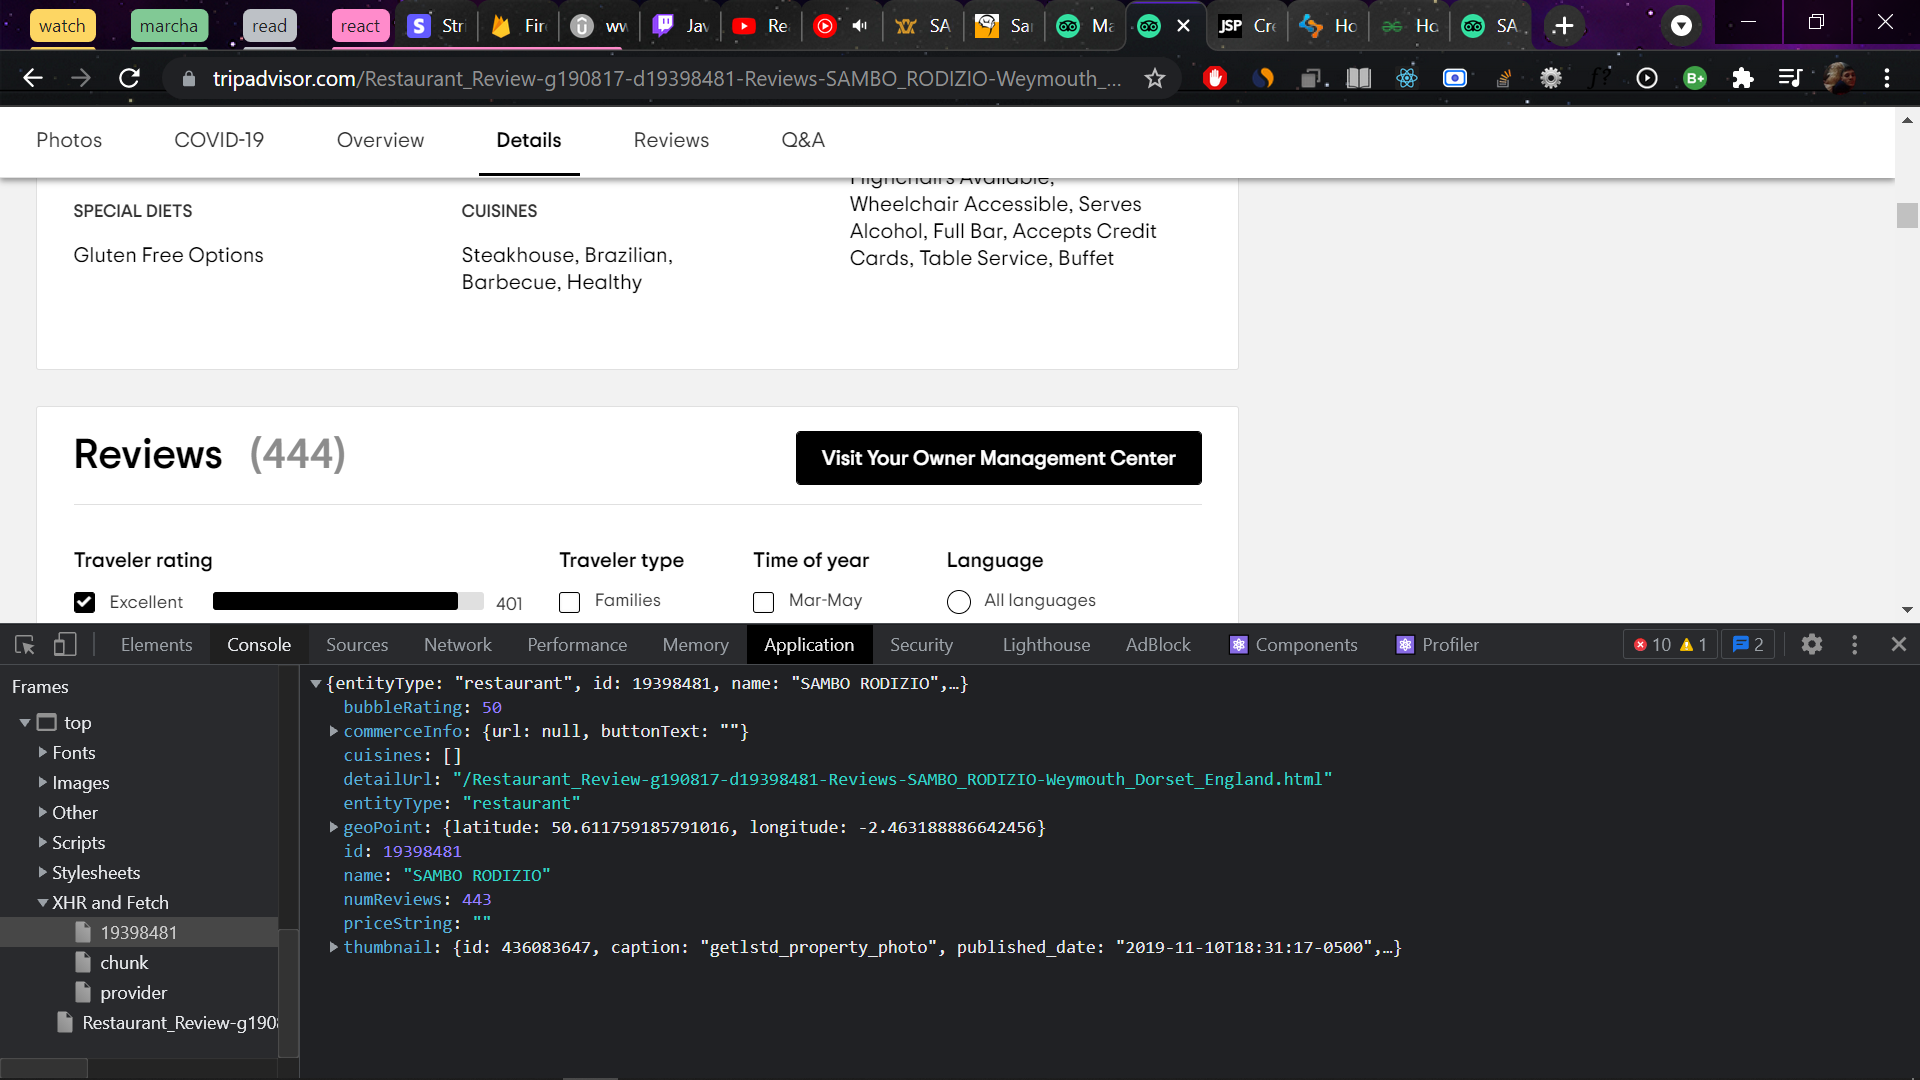 watch
marcha
read
react
Stri
Fire
ww
Jav
Re
SA
Sa
Ma
JSP
Cre
Ho
Ho
SA
tripadvisor.com/Restaurant_Review-g190817-d19398481-Reviews-SAMBO_RODIZIO-Weymouth_...
Photos
COVID-19
Overview
Details
Reviews
Q&A
Highchairs Available,
Wheelchair Accessible, Serves
Alcohol, Full Bar, Accepts Credit
Cards, Table Service, Buffet
SPECIAL DIETS
Gluten Free Options
CUISINES
Steakhouse, Brazilian,
Barbecue, Healthy
Reviews (444)
Visit Your Owner Management Center
Traveler rating
Excellent
401
Traveler type
Families
Time of year
Mar-May
Language
All languages
Elements
Console
Sources
Network
Performance
Memory
Application
Security
Lighthouse
AdBlock
Components
Profiler
10
1
2
Frames
top
Fonts
Images
Other
Scripts
Stylesheets
XHR and Fetch
19398481
chunk
provider
Restaurant_Review-g190
{entityType: "restaurant", id: 19398481, name: "SAMBO RODIZIO",…}
bubbleRating: 50
commerceInfo: {url: null, buttonText: ""}
cuisines: []
detailUrl: "/Restaurant_Review-g190817-d19398481-Reviews-SAMBO_RODIZIO-Weymouth_Dorset_England.html"
entityType: "restaurant"
geoPoint: {latitude: 50.611759185791016, longitude: -2.463188886642456}
id: 19398481
name: "SAMBO RODIZIO"
numReviews: 443
priceString: ""
thumbnail: {id: 436083647, caption: "getlstd_property_photo", published_date: "2019-11-10T18:31:17-0500",…}